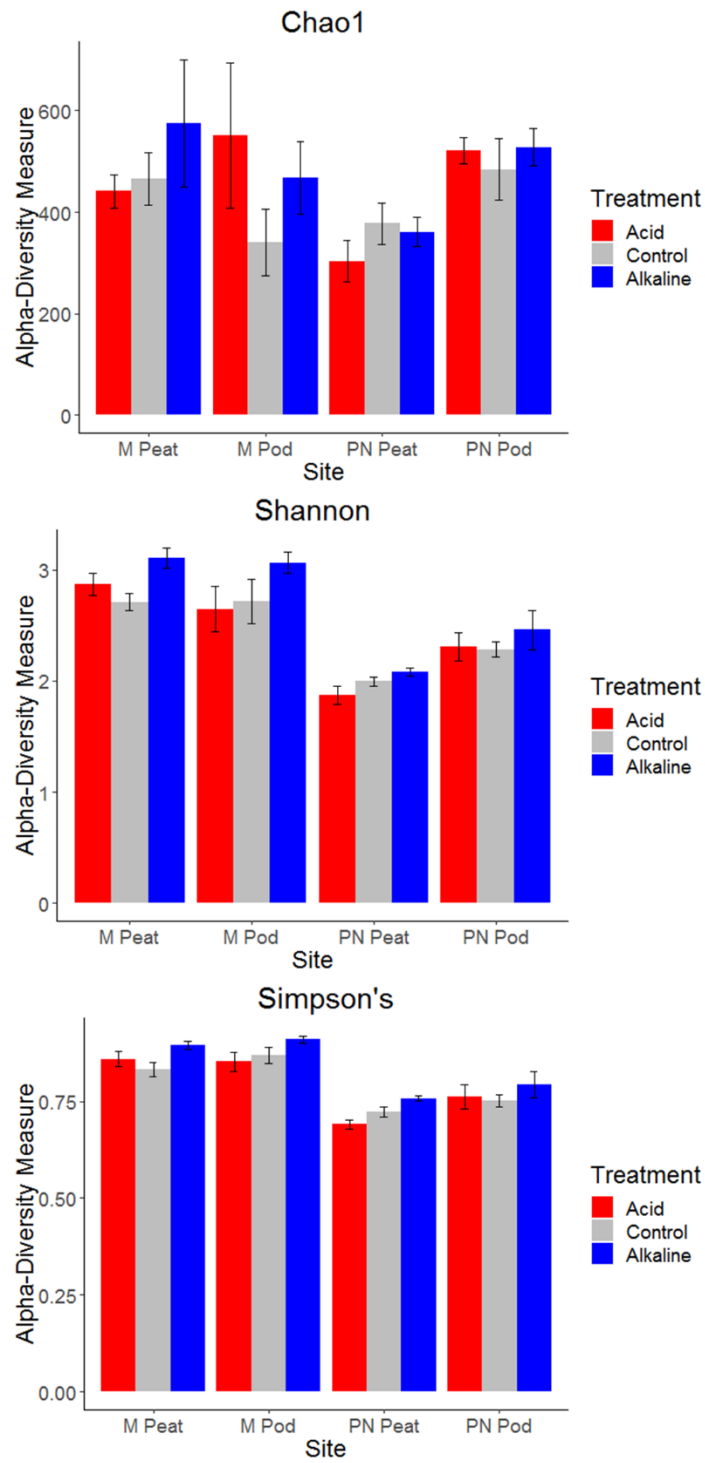 Chao1
Alpha-Diversity Measure
600
400
200
0
M Peat M Pod PN Peat PN Pod
Site
Treatment
Acid
Control
Alkaline
Shannon
Alpha-Diversity Measure
3
2
1
0
M Peat M Pod PN Peat PN Pod
Site
Treatment
Acid
Control
Alkaline
Simpson's
Alpha-Diversity Measure
0.75
0.50
0.25
0.00
M Peat M Pod PN Peat PN Pod
Site
Treatment
Acid
Control
Alkaline